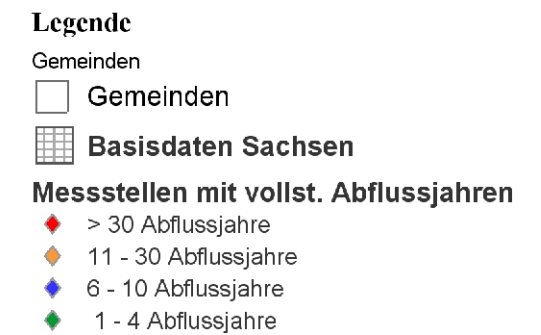 Legende
Gemeinden
Gemeinden
Basisdaten Sachsen
Messstellen mit vollst. Abflussjahren
> 30 Abflussjahre
11 - 30 Abflussjahre
6 - 10 Abflussjahre
1 - 4 Abflussjahre